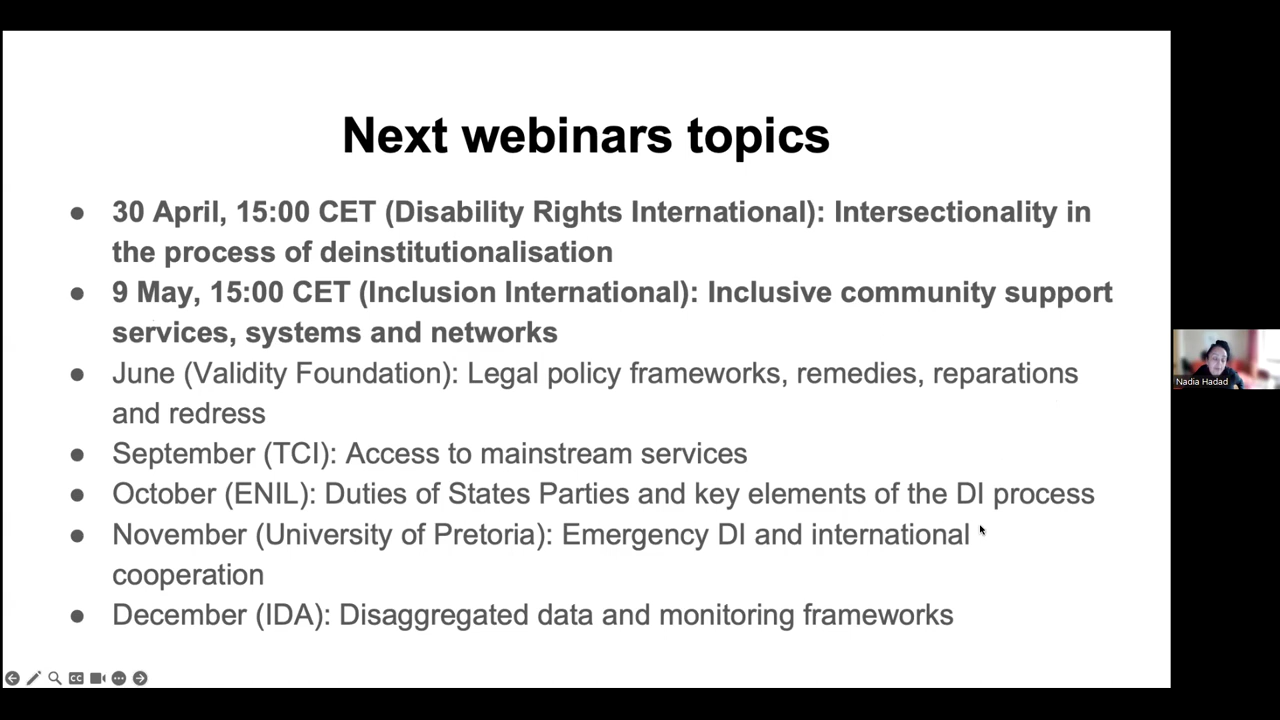 Next webinars topics
● 30 April, 15:00 CET (Disability Rights International): Intersectionality in
the process of deinstitutionalisation
● 9 May, 15:00 CET (Inclusion International): Inclusive community support
services, systems and networks
● June (Validity Foundation): Legal policy frameworks, remedies, reparations
and redress
● September (TCI): Access to mainstream services
● October (ENIL): Duties of States Parties and key elements of the DI process
● November (University of Pretoria): Emergency DI and international
cooperation
● December (IDA): Disaggregated data and monitoring frameworks
Nadia Hadad
CC